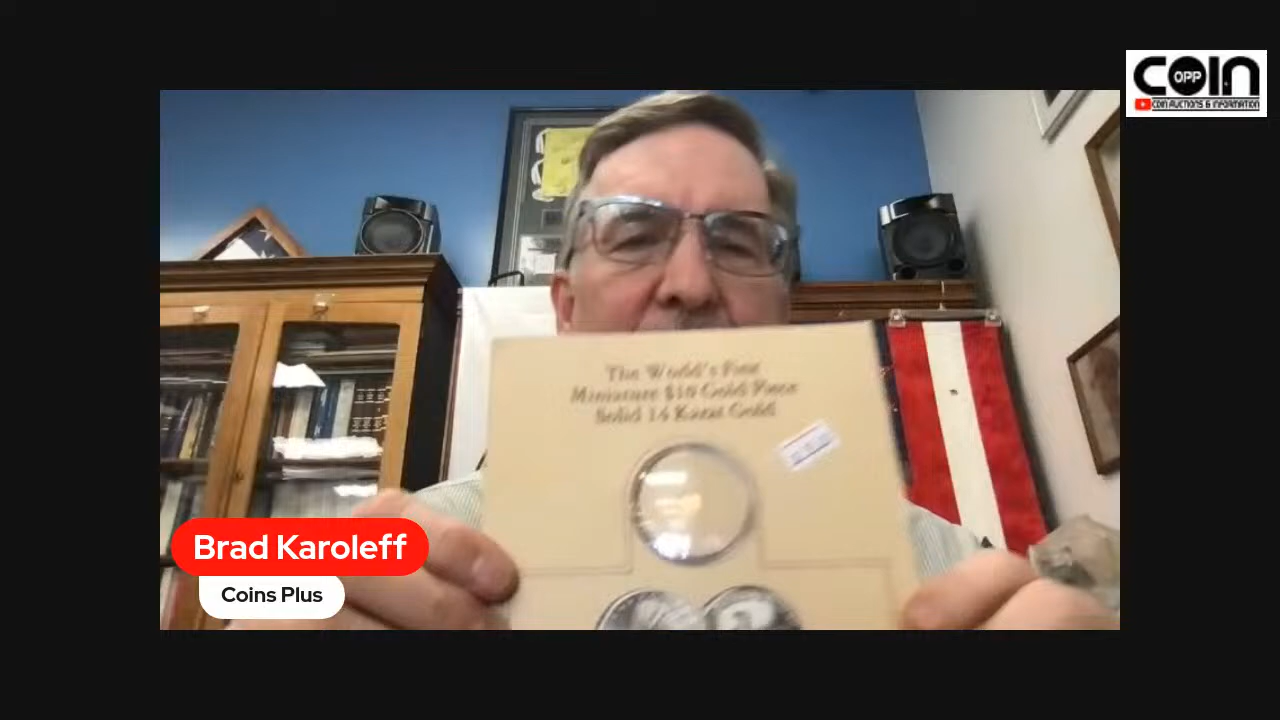 COIN
OPP
COIN AUCTIONS & INFORMATION
The World's First
Miniature $10 Gold Piece
Solid 14 Karat Gold
Brad Karoleff
Coins Plus